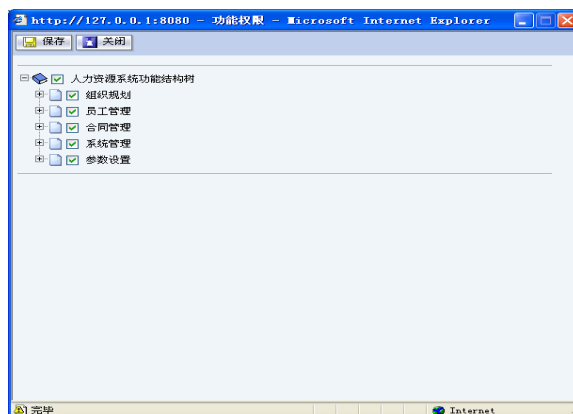 http://127.0.0.1:8080 - 功能权限 - Microsoft Internet Explorer
保存 关闭
人力资源系统功能结构树
组织规划
员工管理
合同管理
系统管理
参数设置
完毕 Internet